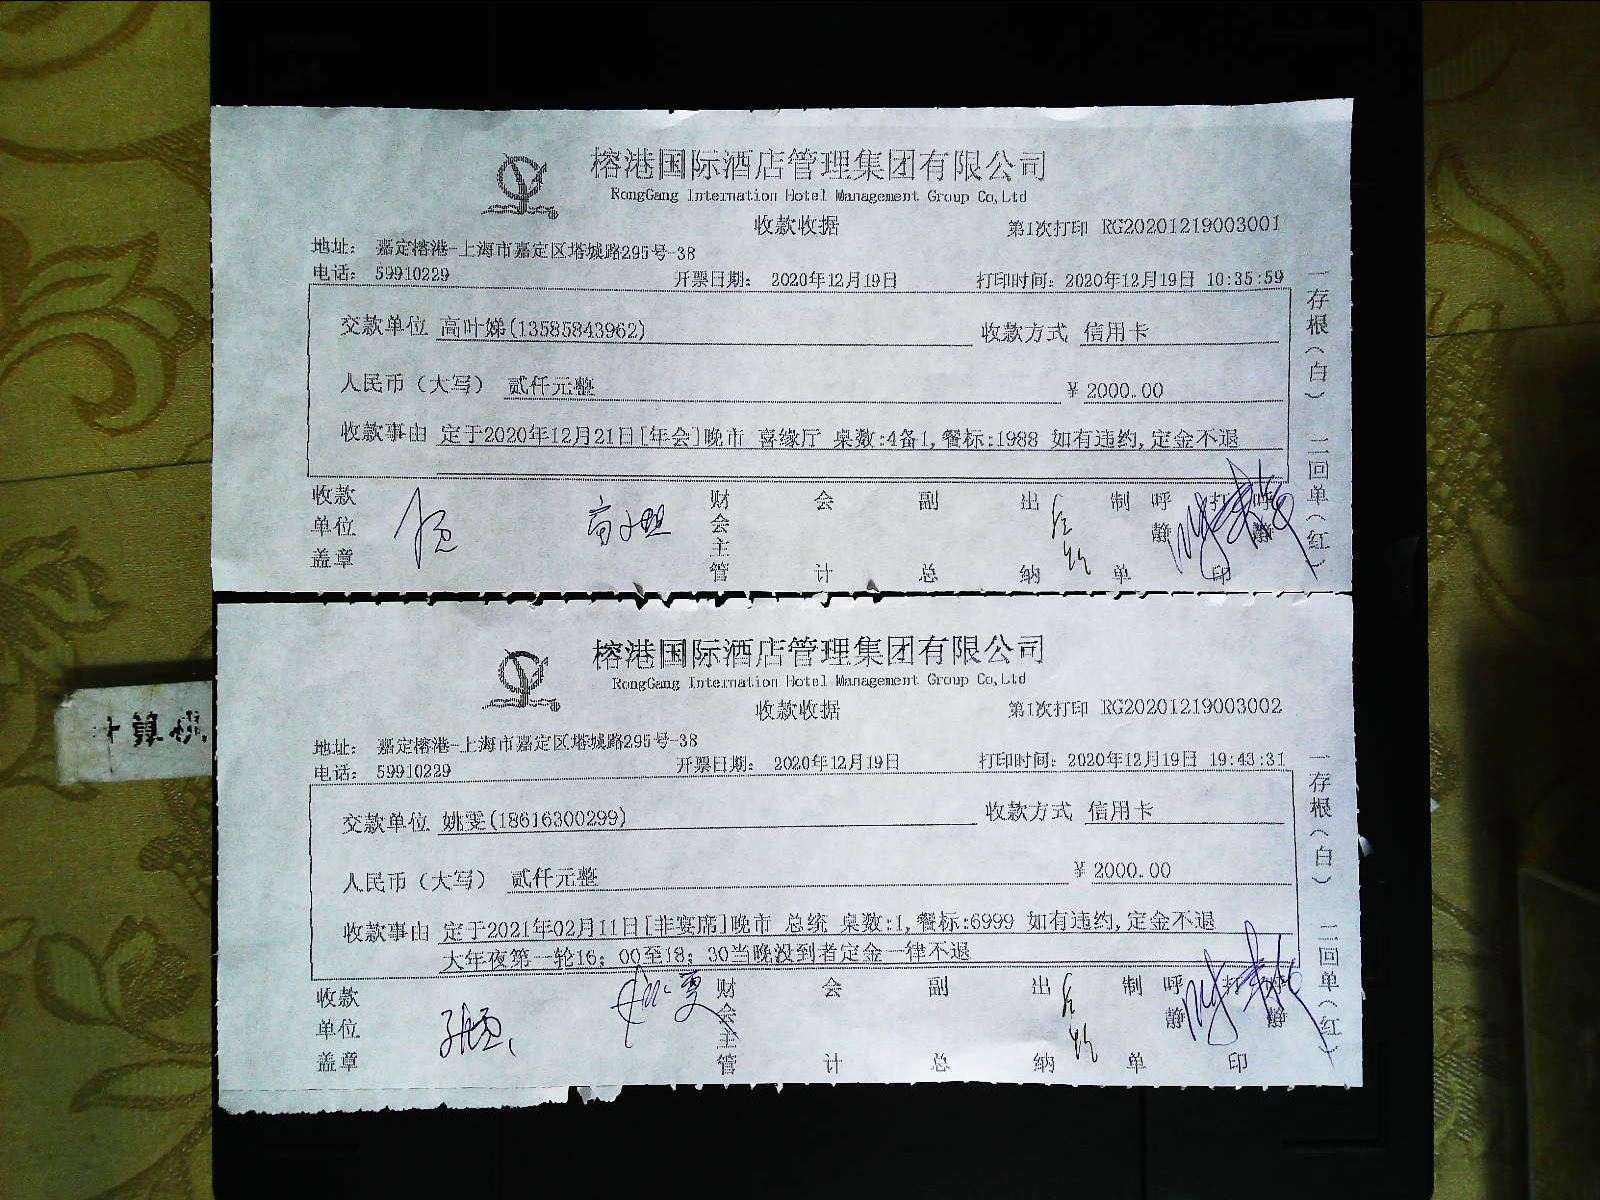 榕港国际酒店管理集团有限公司
RongGang Internation Hotel Management Group Co,Ltd
收款收据
第1次打印 RG20201219003001
地址: 嘉定榕港-上海市嘉定区塔城路295号-38
电话: 59910229 开票日期: 2020年12月19日 打印时间: 2020年12月19日 10:35:59
交款单位 高叶娣(13585843962) 收款方式 信用卡
人民币（大写） 贰仟元整 ¥ 2000.00
收款事由 定于2020年12月21日[年会]晚市 喜缘厅 桌数:4备1,餐标:1988 如有违约,定金不退
一存根（白） 二回单（红）
收款单位盖章 财会主管 会计 副总 出纳 制单 呼静 打印 呼静
榕港国际酒店管理集团有限公司
RongGang Internation Hotel Management Group Co,Ltd
收款收据
第1次打印 RG20201219003002
地址: 嘉定榕港-上海市嘉定区塔城路295号-38
电话: 59910229 开票日期: 2020年12月19日 打印时间: 2020年12月19日 19:43:31
交款单位 姚雯(18616300299) 收款方式 信用卡
人民币（大写） 贰仟元整 ¥ 2000.00
收款事由 定于2021年02月11日[非宴席]晚市 总统 桌数:1,餐标:6999 如有违约,定金不退
大年夜第一轮16; 00至18; 30当晚没到者定金一律不退
一存根（白） 二回单（红）
收款单位盖章 财会主管 会计 副总 出纳 制单 呼静 打印 呼静